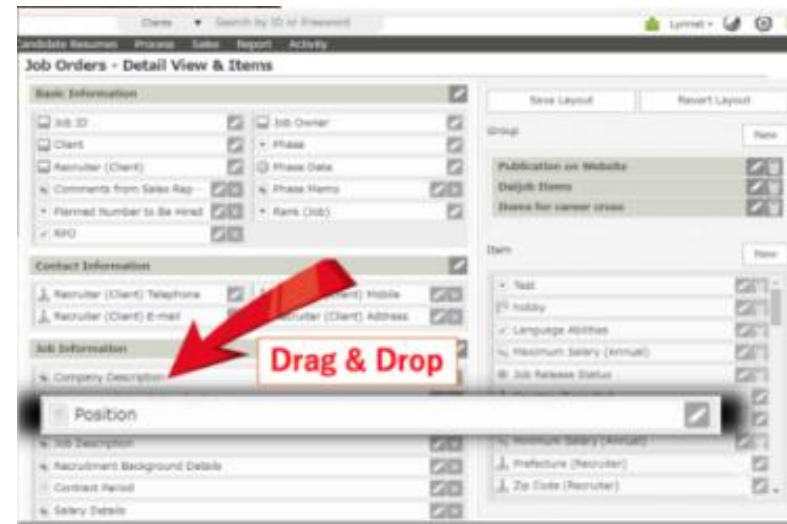 Clients ▼ Search by ID or Freeword
Lynnet
Candidate Resumes Process Sales Report Activity
Job Orders - Detail View & Items
Basic Information
Job ID
Job Owner
Client
Phase
Recruiter (Client)
Phase Date
Comments from Sales Rep
Phase Memo
Planned Number to Be Hired
Rank (Job)
RPO
Contact Information
Recruiter (Client) Telephone
Mobile
Recruiter (Client) E-mail
Recruiter (Client) Address
Job Information
Company Description
Drag & Drop
Position
Job Description
Recruitment Background Details
Contract Period
Salary Details
Save Layout
Revert Layout
Group
New
Publication on Website
Daijob Items
Items for career cross
Item
New
Test
hobby
Language Abilities
Maximum Salary (Annual)
Job Release Status
Minimum Salary (Annual)
Prefecture (Recruiter)
Zip Code (Recruiter)